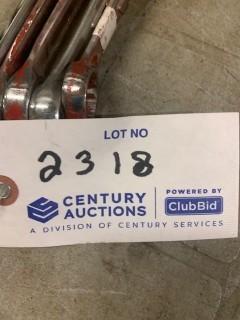 LOT NO
2318
CENTURY AUCTIONS
POWERED BY
ClubBid
A DIVISION OF CENTURY SERVICES